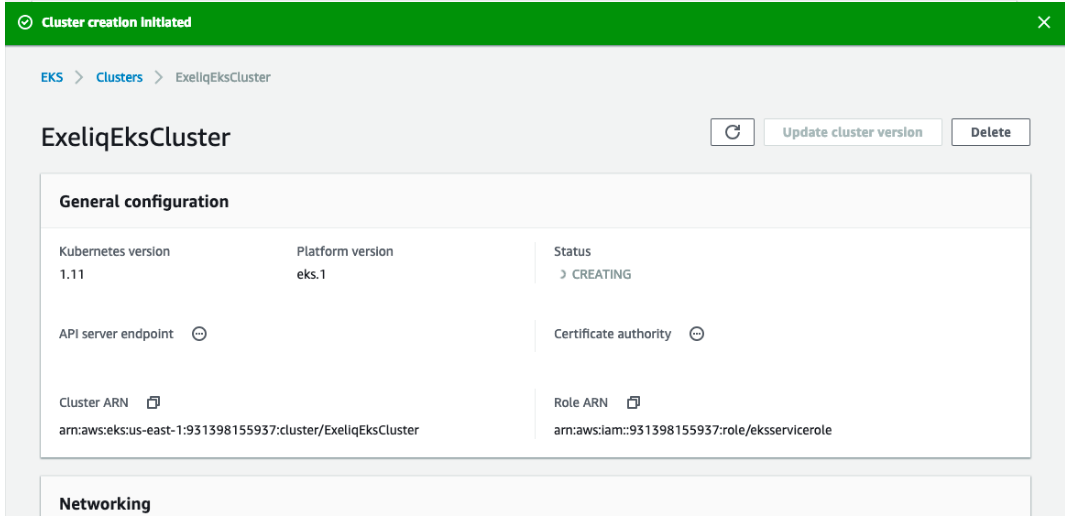 Cluster creation initiated
EKS > Clusters > ExeliqEksCluster
ExeliqEksCluster
Update cluster version
Delete
General configuration
Kubernetes version
1.11
Platform version
eks.1
Status
CREATING
API server endpoint
Certificate authority
Cluster ARN
arn:aws:eks:us-east-1:931398155937:cluster/ExeliqEksCluster
Role ARN
arn:aws:iam::931398155937:role/eksservicerole
Networking